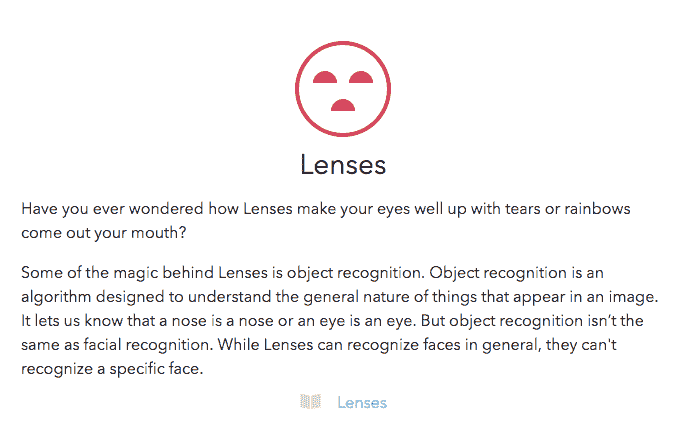 Lenses
Have you ever wondered how Lenses make your eyes well up with tears or rainbows
come out your mouth?
Some of the magic behind Lenses is object recognition. Object recognition is an
algorithm designed to understand the general nature of things that appear in an image.
It lets us know that a nose is a nose or an eye is an eye. But object recognition isn’t the
same as facial recognition. While Lenses can recognize faces in general, they can't
recognize a specific face.
Lenses